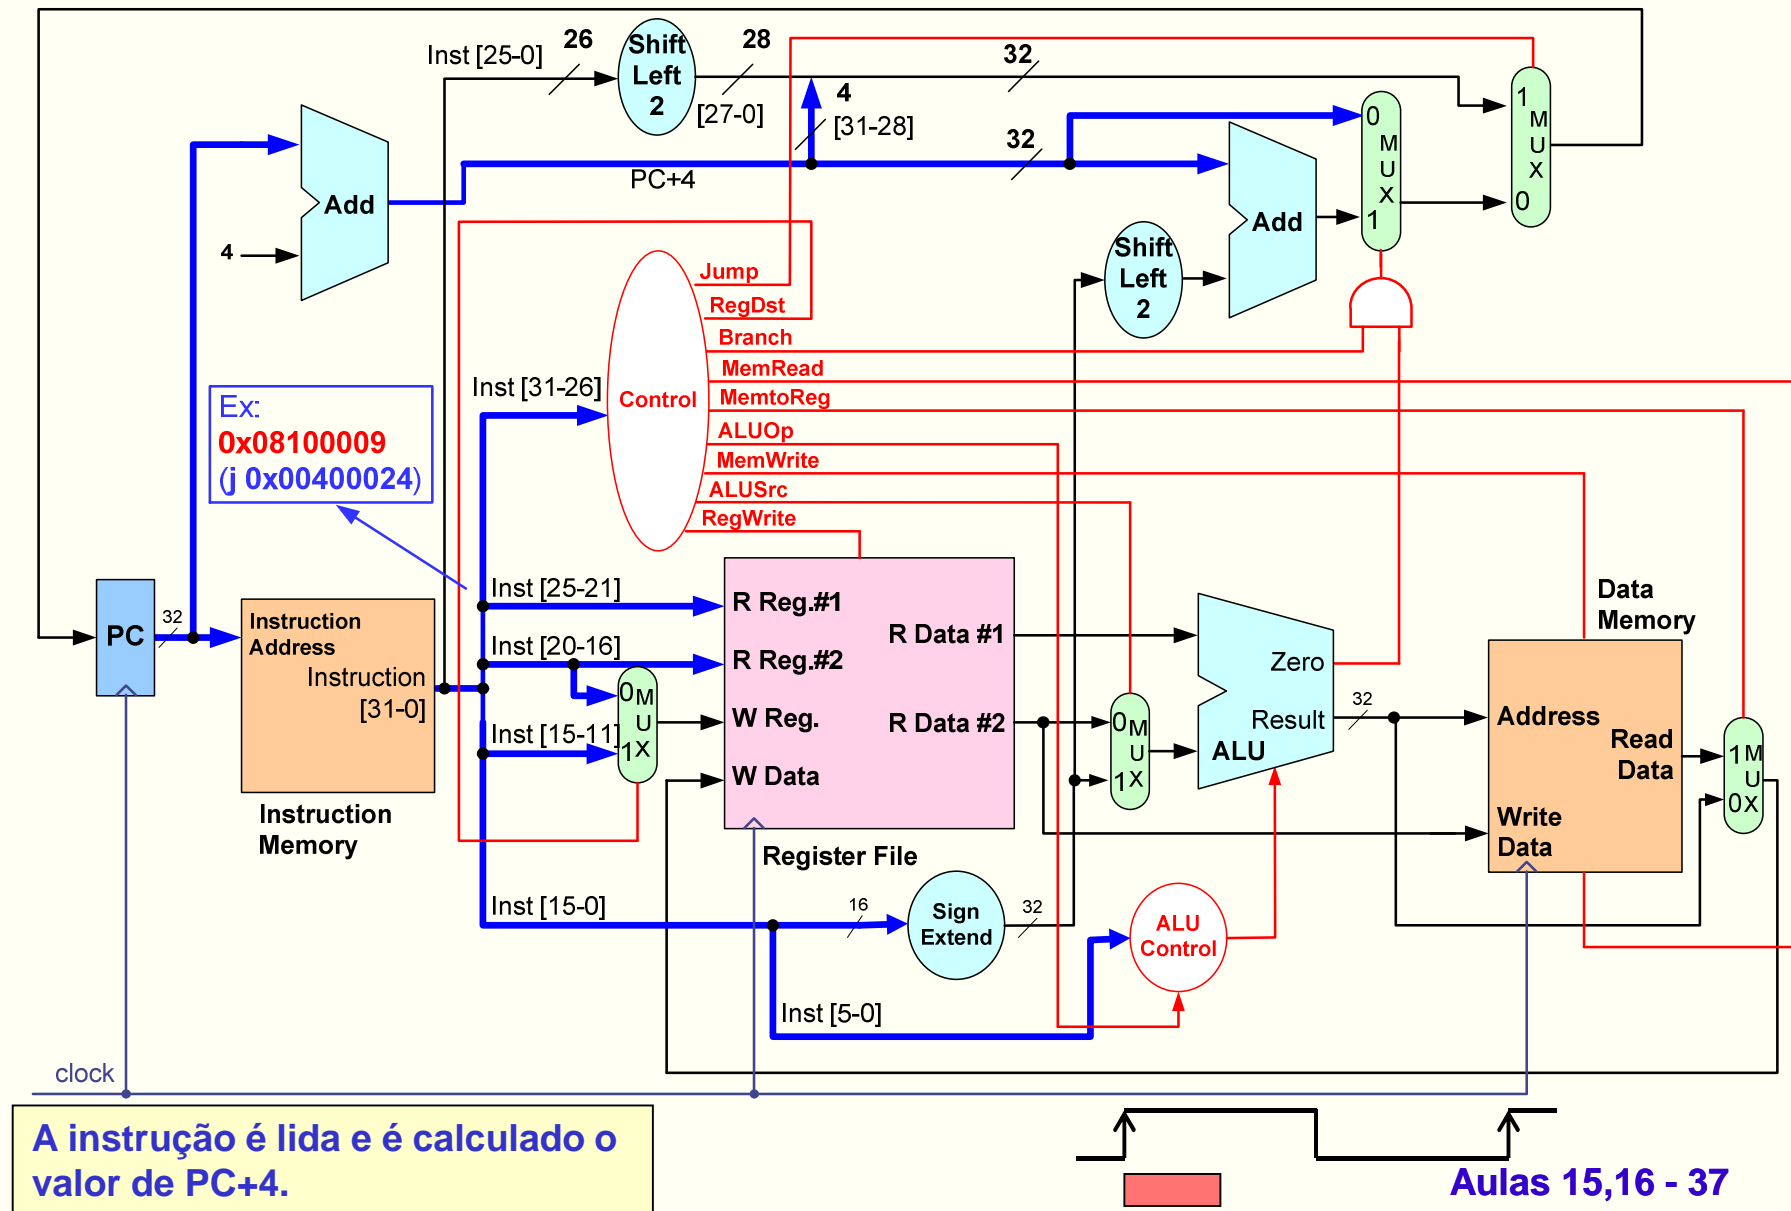 Inst [25-0]
26
Shift
Left
2
28
[27-0]
4
[31-28]
32
32
PC+4
Add
4
Shift
Left
2
Add
0
M
U
X
1
1
M
U
X
0
Jump
RegDst
Branch
MemRead
MemtoReg
ALUOp
MemWrite
ALUSrc
RegWrite
Control
Inst [31-26]
Ex:
0x08100009
(j 0x00400024)
PC
32
Instruction
Address
Instruction
[31-0]
Instruction
Memory
Inst [25-21]
Inst [20-16]
Inst [15-11]
0
M
U
X
1
R Reg.#1
R Reg.#2
W Reg.
W Data
R Data #1
R Data #2
Register File
0
M
U
X
1
Zero
Result
ALU
32
Data
Memory
Address
Read
Data
Write
Data
1
M
U
X
0
Inst [15-0]
16
Sign
Extend
32
ALU
Control
Inst [5-0]
clock
A instrução é lida e é calculado o
valor de PC+4.
Aulas 15,16 - 37